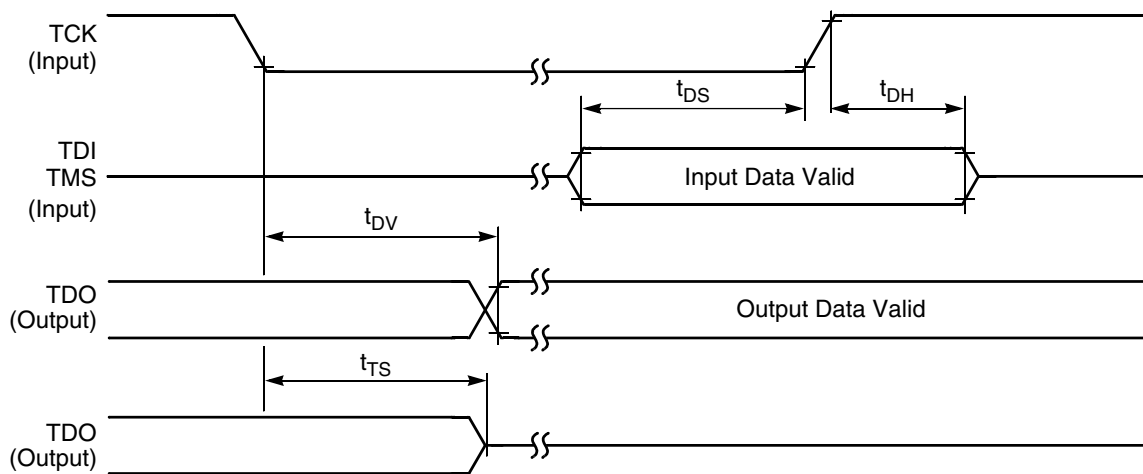 TCK
(Input)
tDS
tDH
TDI
TMS
(Input)
Input Data Valid
tDV
TDO
(Output)
Output Data Valid
tTS
TDO
(Output)